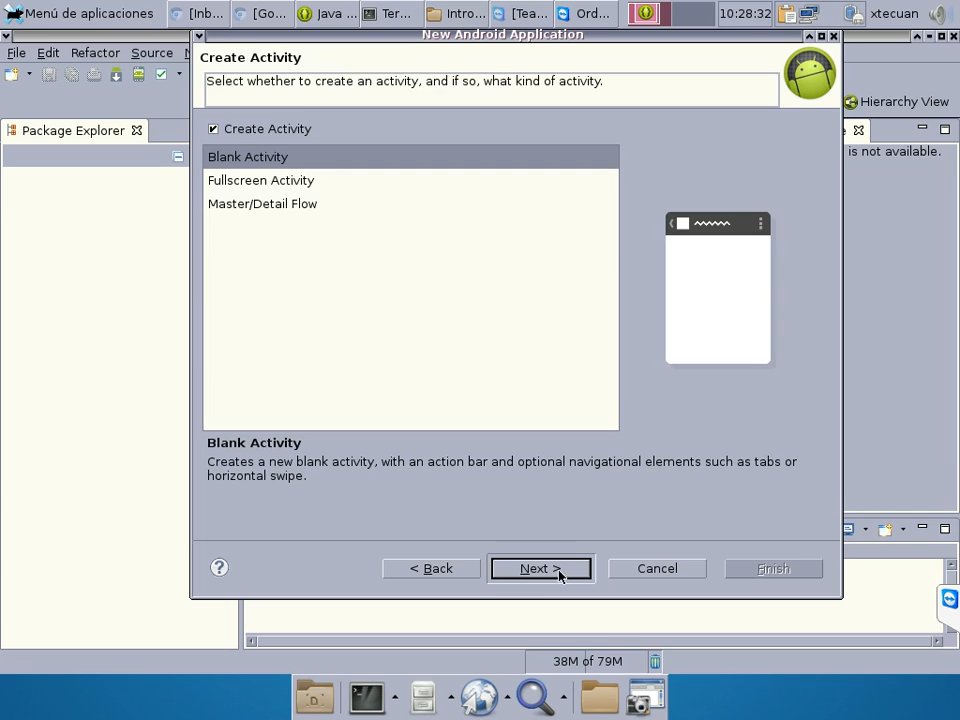 Menú de aplicaciones
[Inb...
[Go...
Java ...
Ter...
Intro...
[Tea...
Ord...
10:28:32
xtecuan
New Android Application
File Edit Refactor Source
Create Activity
Select whether to create an activity, and if so, what kind of activity.
Hierarchy View
Package Explorer
is not available.
Create Activity
Blank Activity
Fullscreen Activity
Master/Detail Flow
Blank Activity
Creates a new blank activity, with an action bar and optional navigational elements such as tabs or
horizontal swipe.
< Back
Next >
Cancel
Finish
38M of 79M